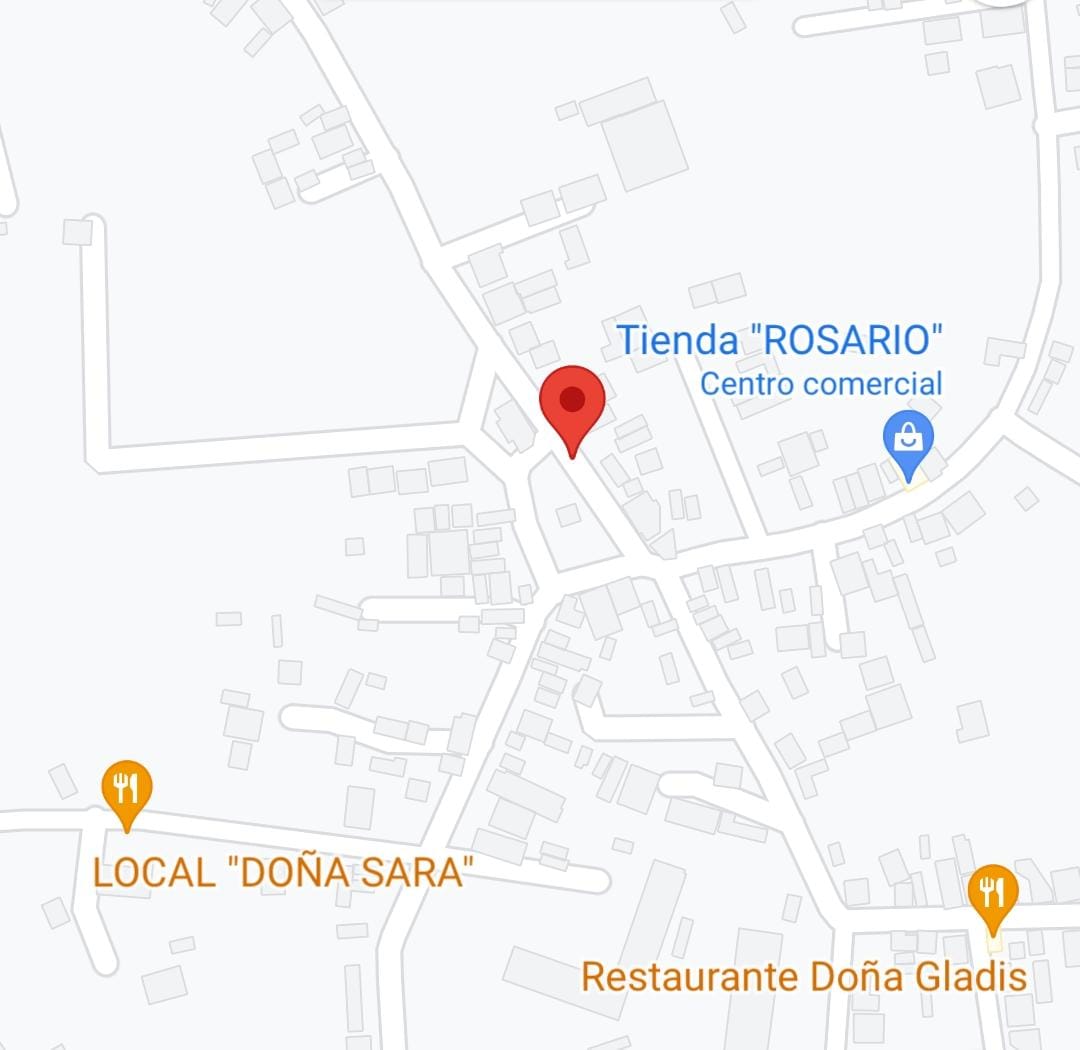 Tienda "ROSARIO"
Centro comercial
LOCAL "DOÑA SARA"
Restaurante Doña Gladis